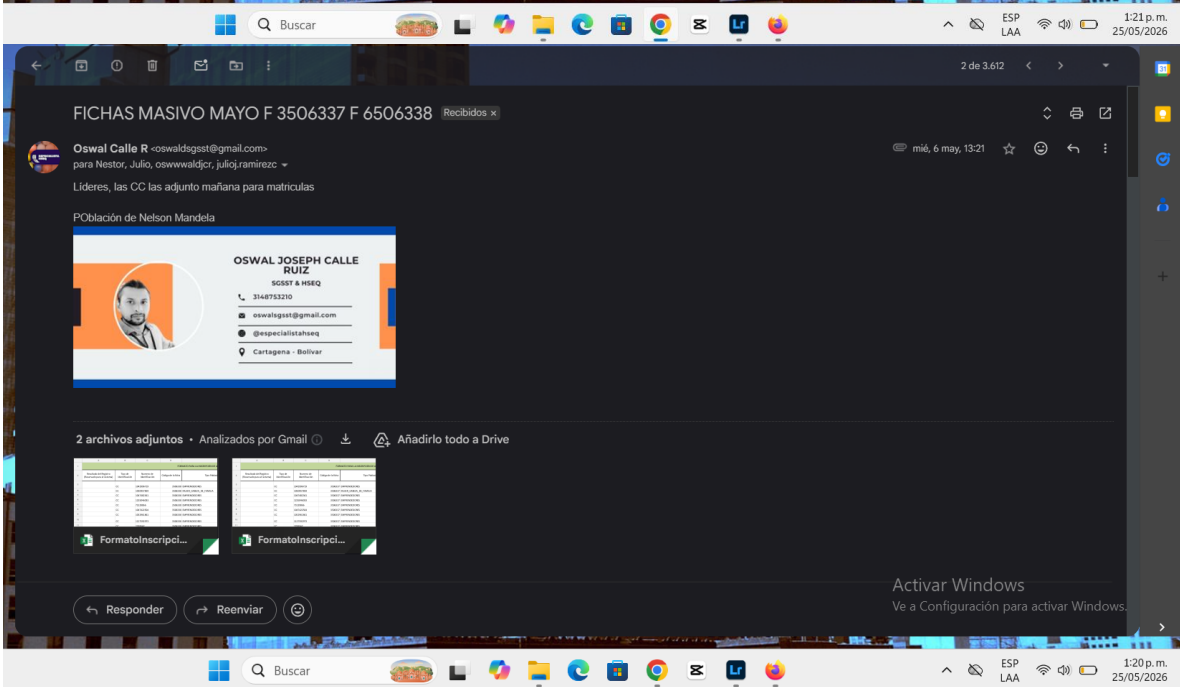 Buscar
ESP
LAA
1:21 p. m.
25/05/2026
2 de 3.612
FICHAS MASIVO MAYO F 3506337 F 6506338 Recibidos ×
Oswal Calle R <oswaldsgsst@gmail.com>
mié, 6 may, 13:21
para Nestor, Julio, oswwwaldjcr, julioj.ramirezc
Líderes, las CC las adjunto mañana para matriculas
POblación de Nelson Mandela
OSWAL JOSEPH CALLE
RUIZ
SGSST & HSEQ
3148753210
oswalsgsst@gmail.com
@especialistahseq
Cartagena - Bolivar
2 archivos adjuntos • Analizados por Gmail
Añadirlo todo a Drive
FormatoInscripci...
FormatoInscripci...
Responder
Reenviar
Activar Windows
Ve a Configuración para activar Windows.
Buscar
ESP
LAA
1:20 p. m.
25/05/2026